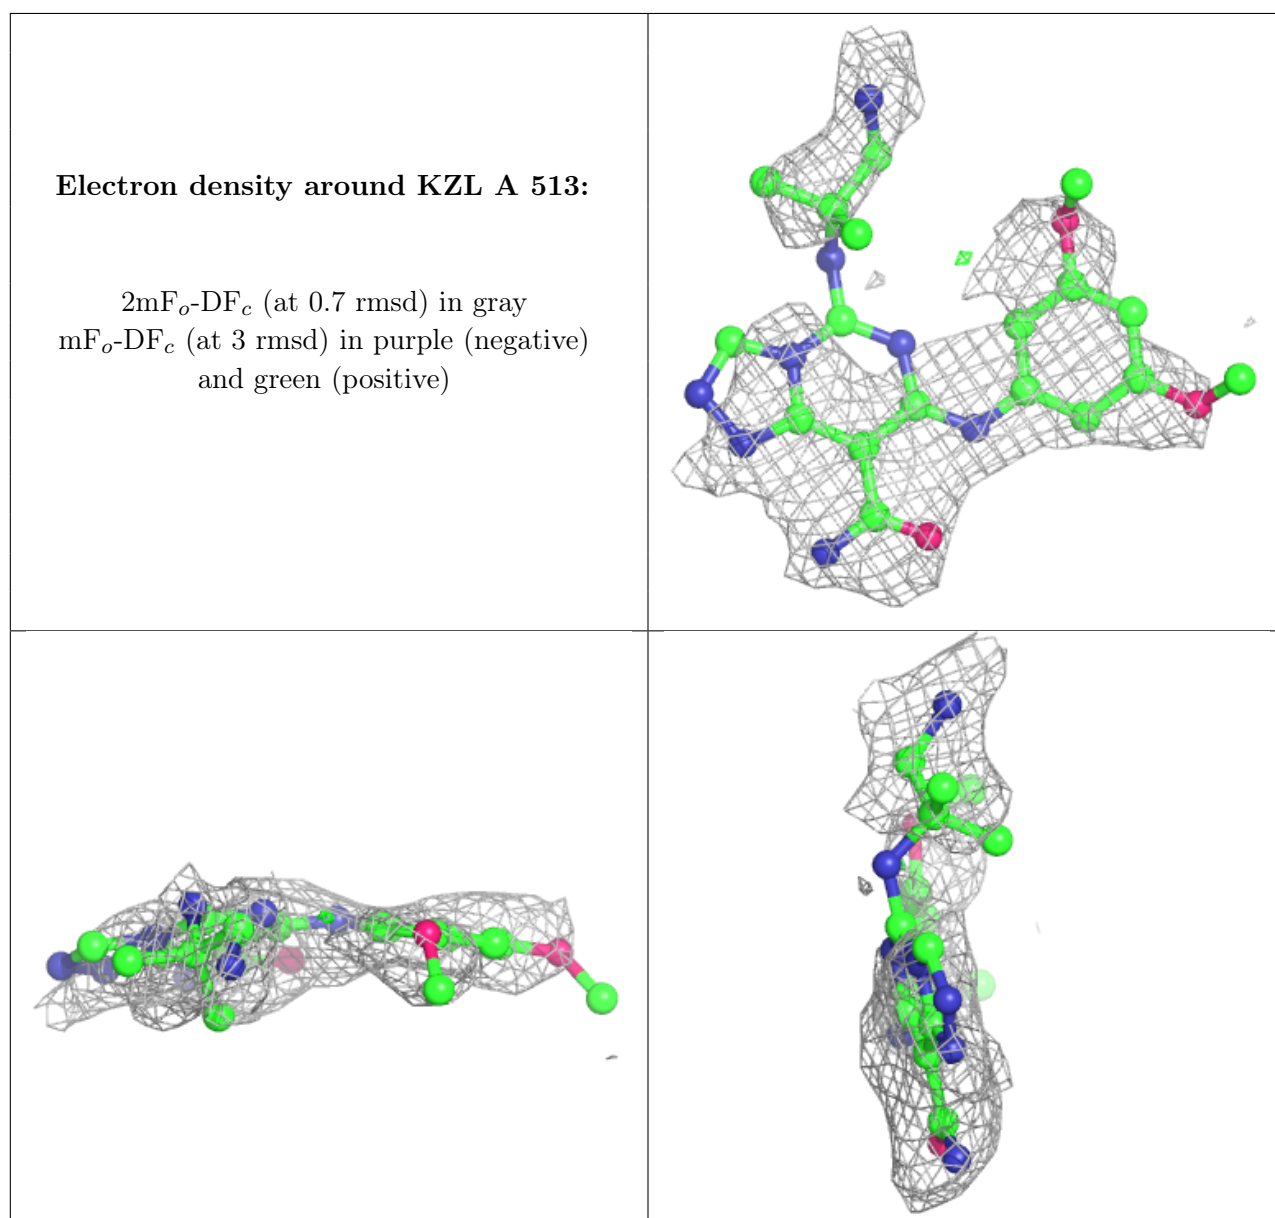 Electron density around KZL A 513:
2mFo-DFc (at 0.7 rmsd) in gray
mFo-DFc (at 3 rmsd) in purple (negative)
and green (positive)